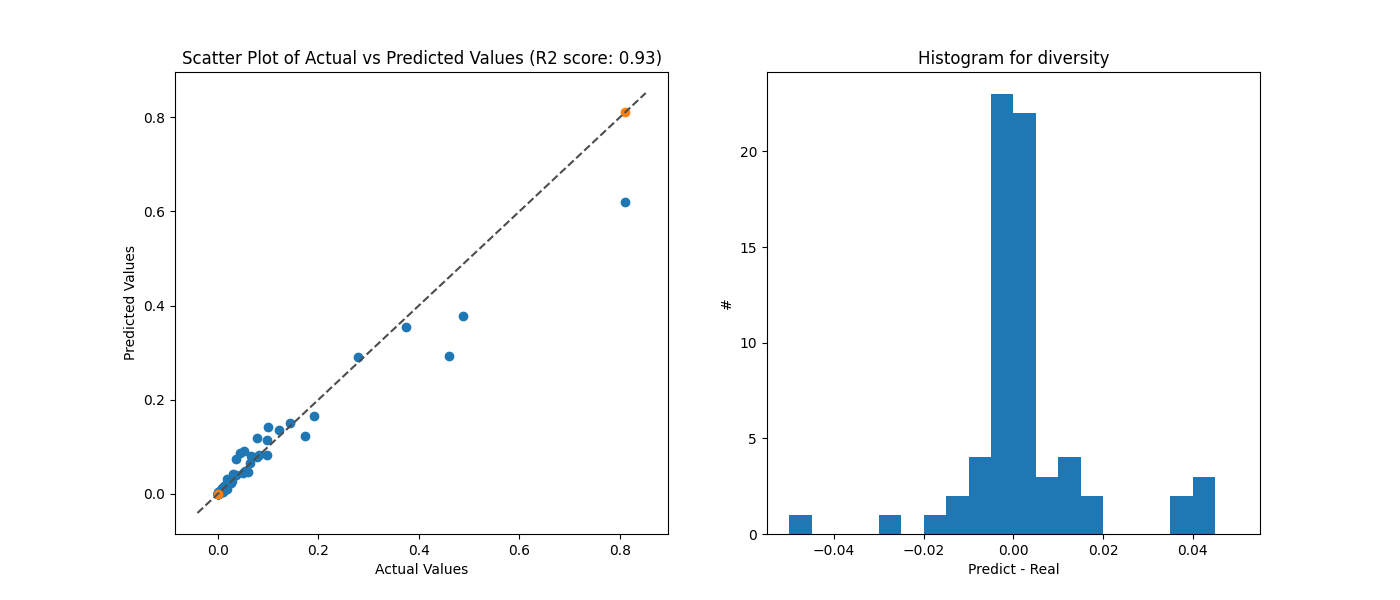 Scatter Plot of Actual vs Predicted Values (R2 score: 0.93)
0.8
0.6
0.4
0.2
0.0
Predicted Values
0.0 0.2 0.4 0.6 0.8
Actual Values
Histogram for diversity
20
15
10
5
0
#
−0.04 −0.02 0.00 0.02 0.04
Predict - Real